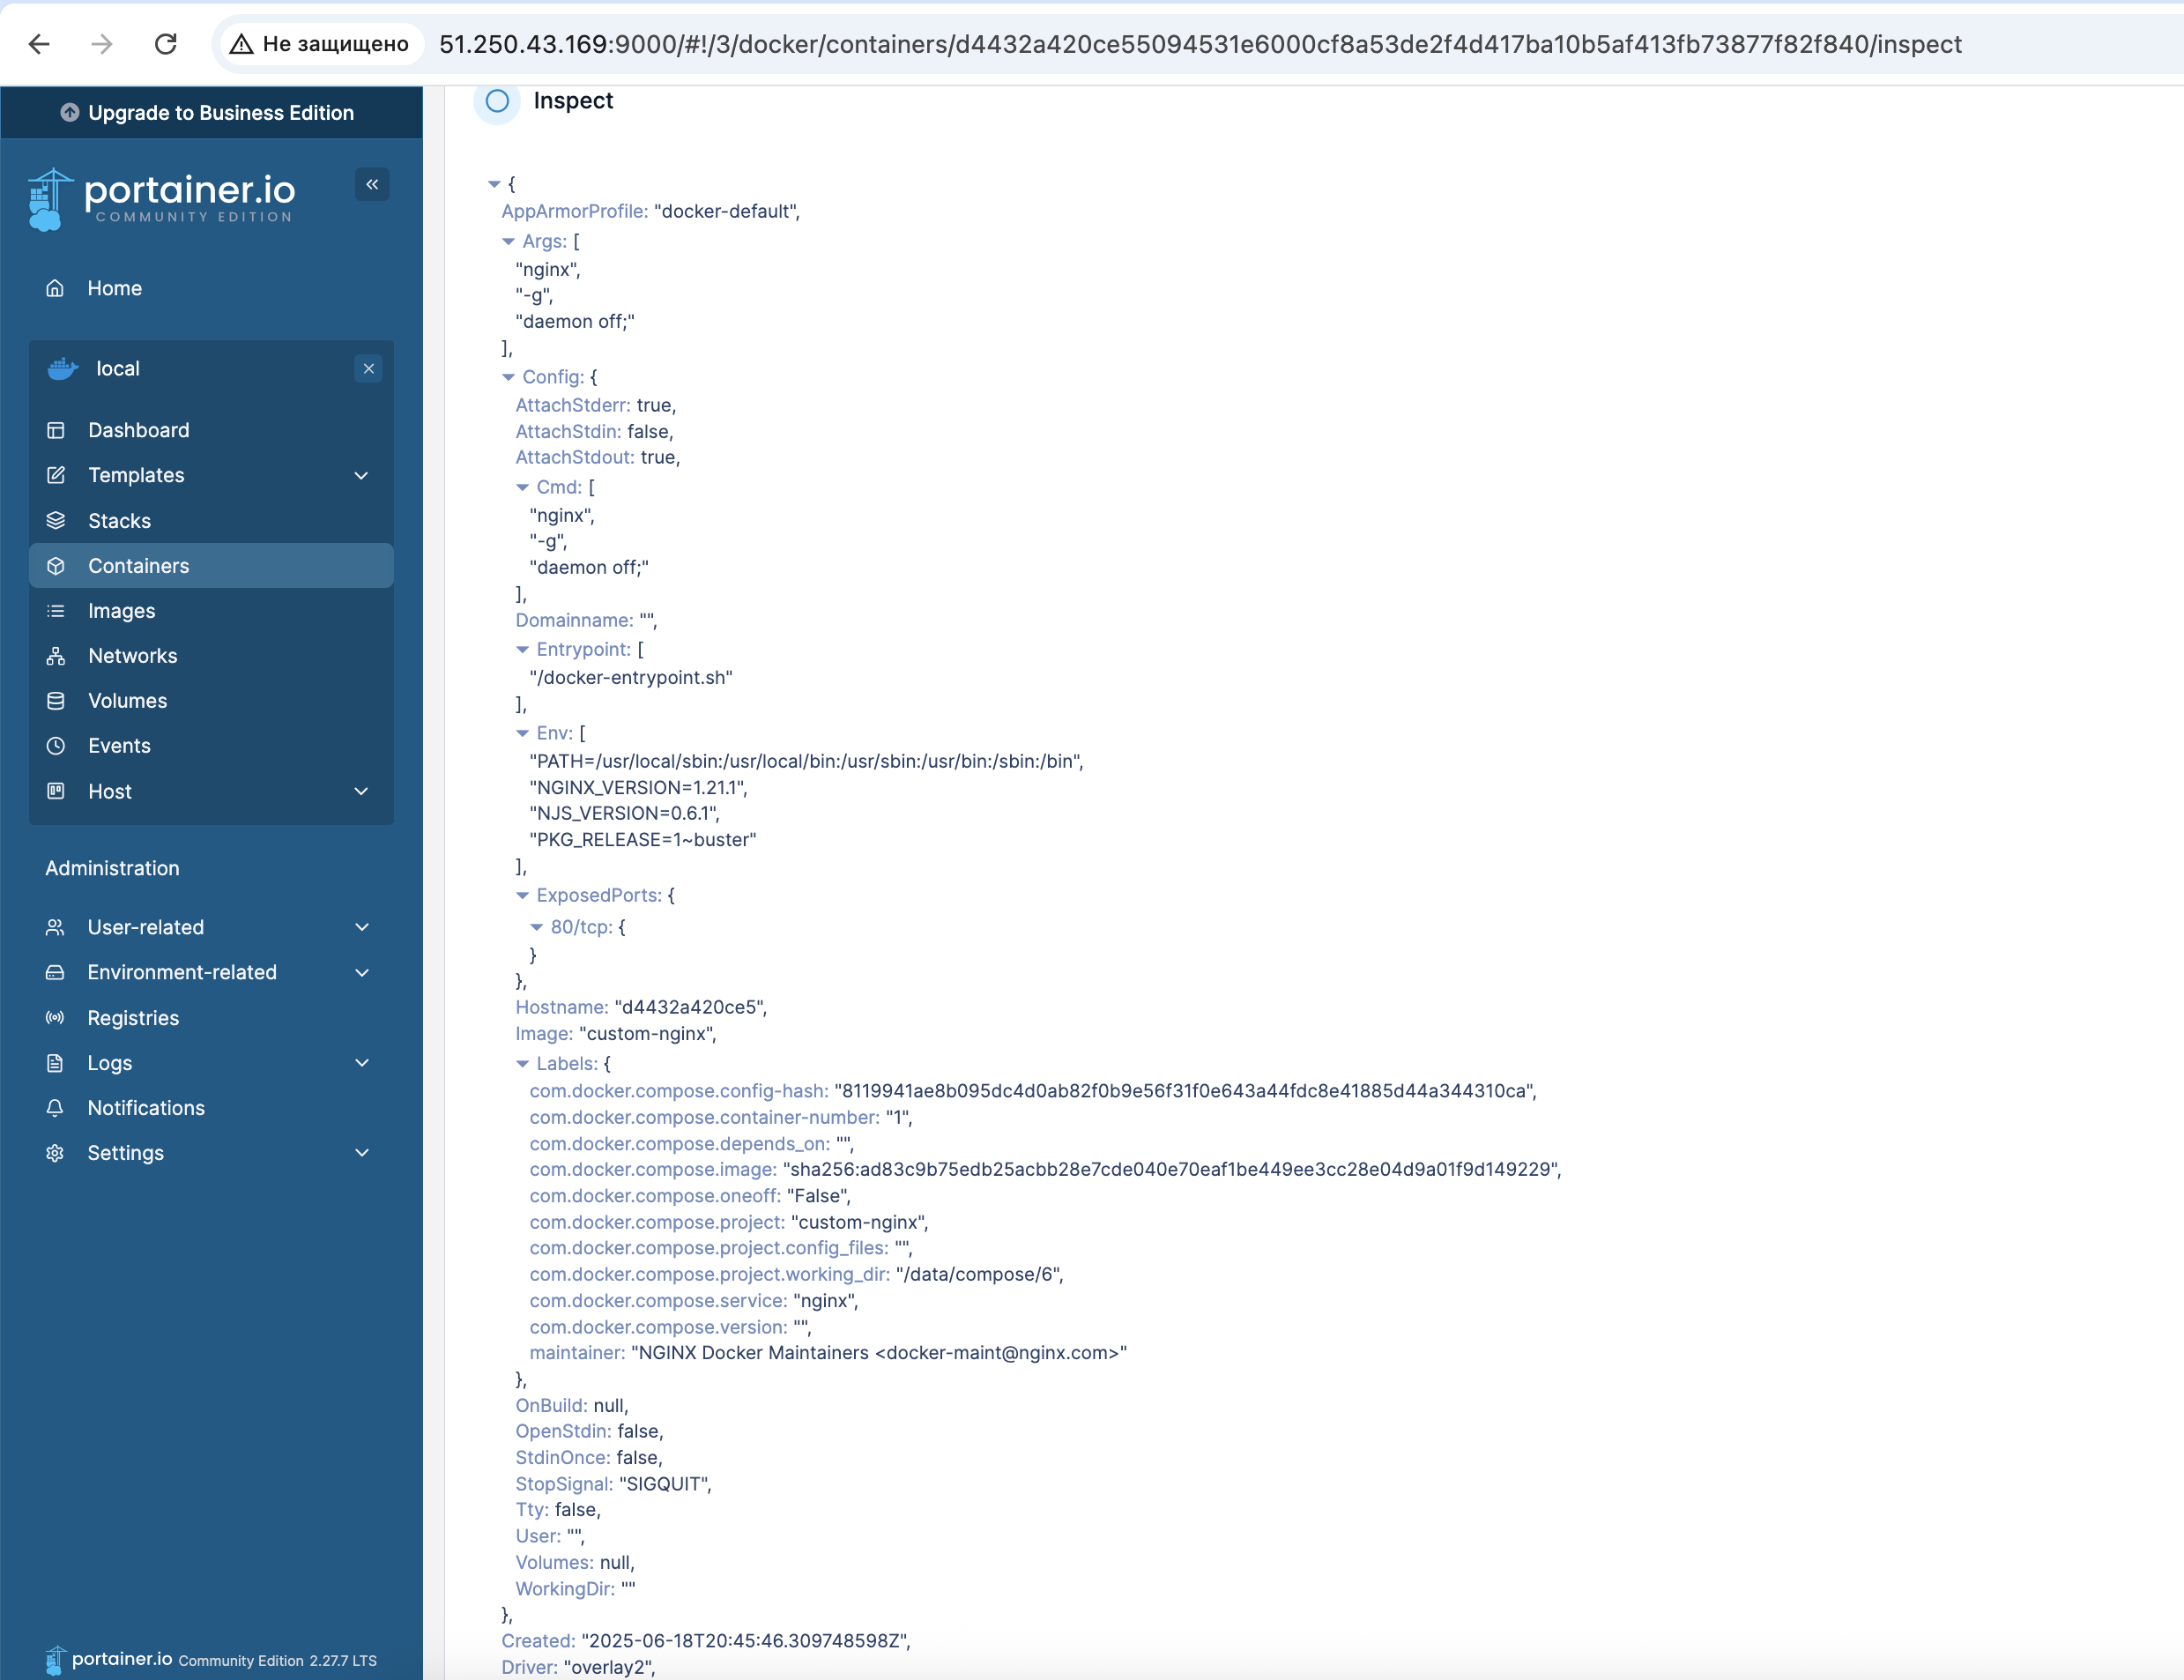 Не защищено 51.250.43.169:9000/#!/3/docker/containers/d4432a420ce55094531e6000cf8a53de2f4d417ba10b5af413fb73877f82f840/inspect
Upgrade to Business Edition
portainer.io
COMMUNITY EDITION
Home
local
Dashboard
Templates
Stacks
Containers
Images
Networks
Volumes
Events
Host
Administration
User-related
Environment-related
Registries
Logs
Notifications
Settings
portainer.io Community Edition 2.27.7 LTS
Inspect
{
AppArmorProfile: "docker-default",
Args: [
"nginx",
"-g",
"daemon off;"
],
Config: {
AttachStderr: true,
AttachStdin: false,
AttachStdout: true,
Cmd: [
"nginx",
"-g",
"daemon off;"
],
Domainname: "",
Entrypoint: [
"/docker-entrypoint.sh"
],
Env: [
"PATH=/usr/local/sbin:/usr/local/bin:/usr/sbin:/usr/bin:/sbin:/bin",
"NGINX_VERSION=1.21.1",
"NJS_VERSION=0.6.1",
"PKG_RELEASE=1~buster"
],
ExposedPorts: {
80/tcp: {
}
},
Hostname: "d4432a420ce5",
Image: "custom-nginx",
Labels: {
com.docker.compose.config-hash: "8119941ae8b095dc4d0ab82f0b9e56f31f0e643a44fdc8e41885d44a344310ca",
com.docker.compose.container-number: "1",
com.docker.compose.depends_on: "",
com.docker.compose.image: "sha256:ad83c9b75edb25acbb28e7cde040e70eaf1be449ee3cc28e04d9a01f9d149229",
com.docker.compose.oneoff: "False",
com.docker.compose.project: "custom-nginx",
com.docker.compose.project.config_files: "",
com.docker.compose.project.working_dir: "/data/compose/6",
com.docker.compose.service: "nginx",
com.docker.compose.version: "",
maintainer: "NGINX Docker Maintainers <docker-maint@nginx.com>"
},
OnBuild: null,
OpenStdin: false,
StdinOnce: false,
StopSignal: "SIGQUIT",
Tty: false,
User: "",
Volumes: null,
WorkingDir: ""
},
Created: "2025-06-18T20:45:46.309748598Z",
Driver: "overlay2",